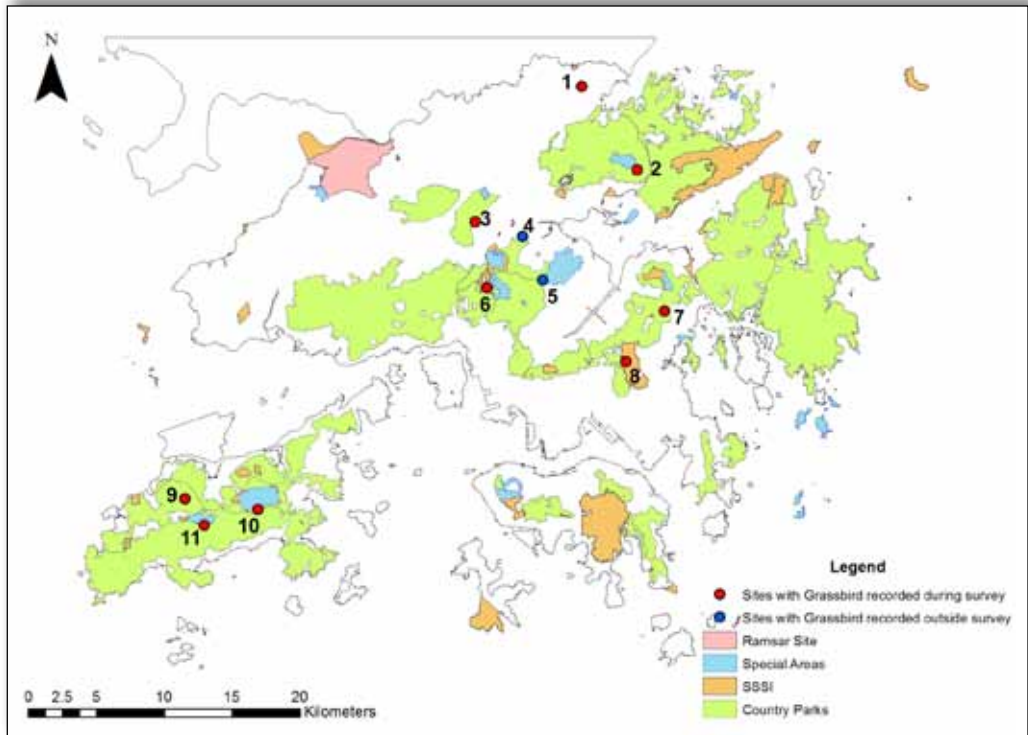 N
1
2
3
4
5
6
7
8
9
10
11
Legend
Sites with Grassbird recorded during survey
Sites with Grassbird recorded outside survey
Ramsar Site
Special Areas
SSSI
Country Parks
0 2.5 5 10 15 20
Kilometers